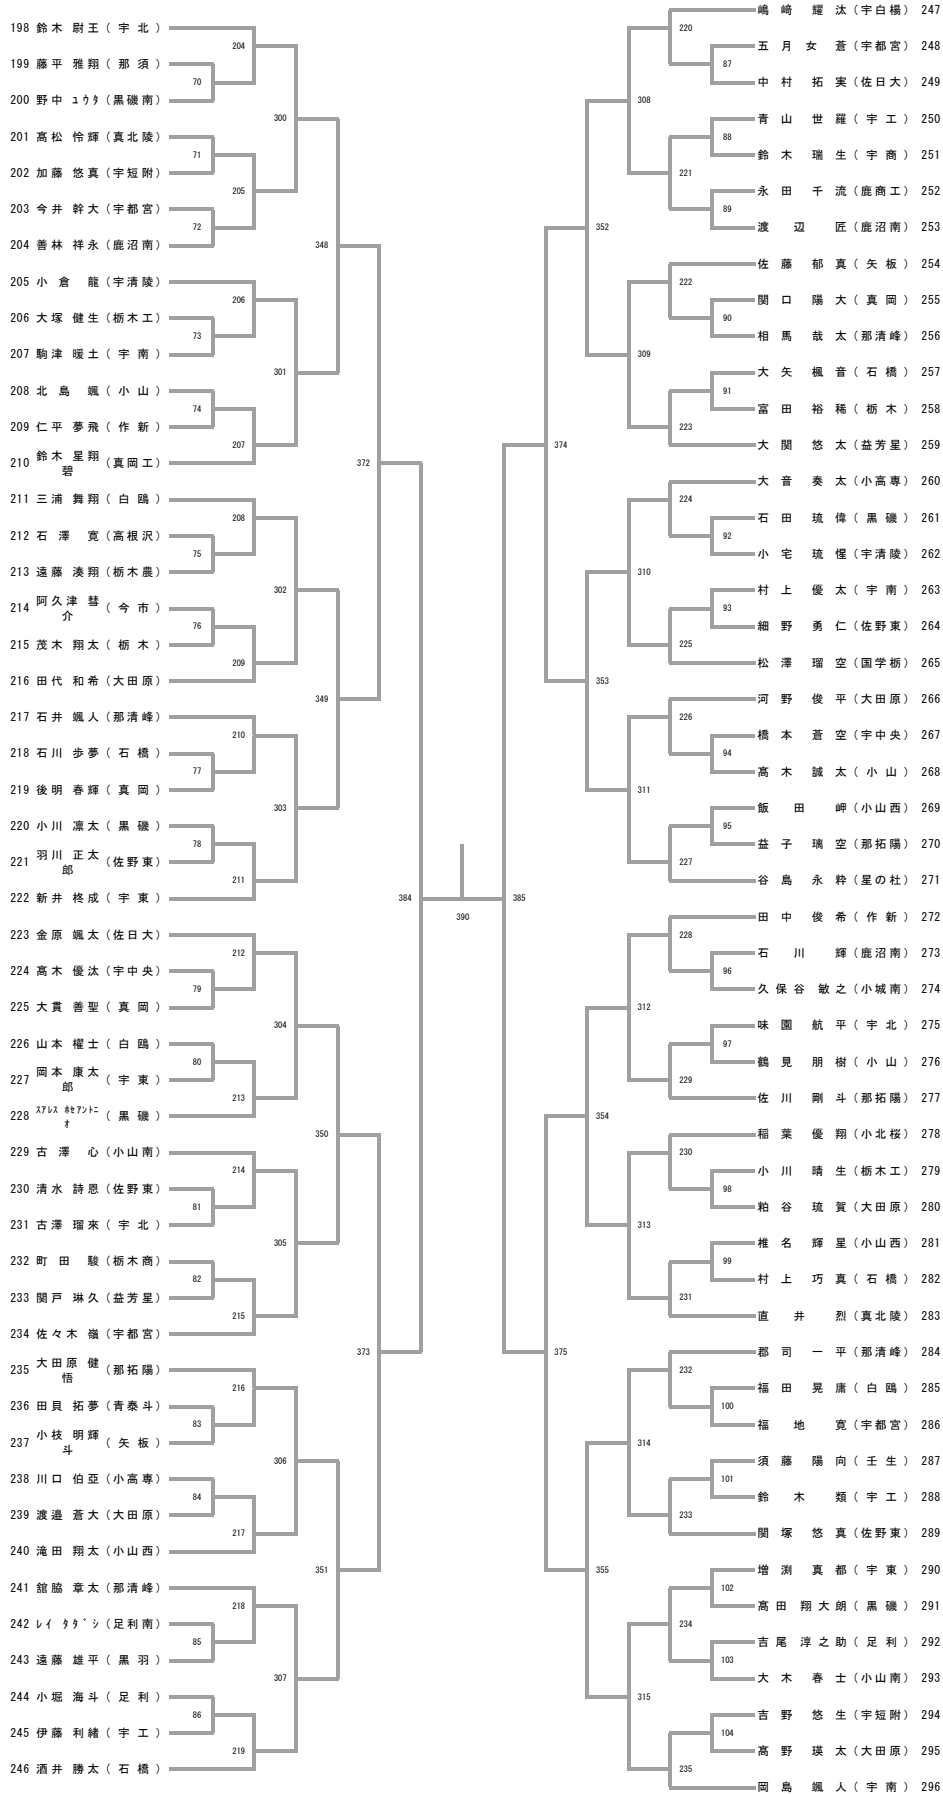 198 鈴木 尉王 ( 宇 北 )
199 藤平 雅翔 ( 那 須 )
200 野中 ユウタ (黒磯南)
201 髙松 怜輝 (真北陵)
202 加藤 悠真 (宇短附)
203 今井 幹大 (宇都宮)
204 善林 祥永 (鹿沼南)
205 小 倉 龍 (宇清陵)
206 大塚 健生 (栃木工)
207 駒津 暖土 ( 宇 南 )
208 北 島 颯 ( 小 山 )
209 仁平 夢飛 ( 作 新 )
210 鈴木 星翔碧 (真岡工)
211 三浦 舞翔 ( 白 鴎 )
212 石 澤 寛 (高根沢)
213 遠藤 湊翔 (栃木農)
214 阿久津 彗介 ( 今 市 )
215 茂木 翔太 ( 栃 木 )
216 田代 和希 (大田原)
217 石井 颯人 (那清峰)
218 石川 歩夢 ( 石 橋 )
219 後明 春輝 ( 真 岡 )
220 小川 凛太 ( 黒 磯 )
221 羽川 正太郎 (佐野東)
222 新井 柊成 ( 宇 東 )
223 金原 颯太 (佐日大)
224 髙木 優汰 (宇中央)
225 大貫 善聖 ( 真 岡 )
226 山本 櫂士 ( 白 鴎 )
227 岡本 康太郎 ( 宇 東 )
228 ｽｱﾚｽ ﾎｾｱﾝﾄﾆｵ ( 黒 磯 )
229 古 澤 心 (小山南)
230 清水 詩恩 (佐野東)
231 古澤 瑠來 ( 宇 北 )
232 町 田 駿 (栃木商)
233 関戸 琳久 (益芳星)
234 佐々木 嶺 (宇都宮)
235 大田原 健悟 (那拓陽)
236 田貝 拓夢 (青泰斗)
237 小枝 明輝斗 ( 矢 板 )
238 川口 伯亞 (小高専)
239 渡邉 蒼大 (大田原)
240 滝田 翔太 (小山西)
241 舘脇 章太 (那清峰)
242 レイ タダシ (足利南)
243 遠藤 雄平 ( 黒 羽 )
244 小堀 海斗 ( 足 利 )
245 伊藤 利緒 ( 宇 工 )
246 酒井 勝太 ( 石 橋 )
204
70
300
71
205
72
348
206
73
301
74
207
372
208
75
302
76
209
349
210
77
303
78
211
384
212
79
304
80
213
350
214
81
305
82
215
373
216
83
306
84
217
351
218
85
307
86
219
390
385
220
87
308
88
221
89
352
222
90
309
91
223
374
224
92
310
93
225
353
226
94
311
95
227
228
96
312
97
229
354
230
98
313
99
231
375
232
100
314
101
233
355
102
234
103
315
104
235
嶋 﨑 耀 汰 (宇白楊) 247
五 月 女 蒼 (宇都宮) 248
中 村 拓 実 (佐日大) 249
青 山 世 羅 ( 宇 工 ) 250
鈴 木 瑞 生 ( 宇 商 ) 251
永 田 千 流 (鹿商工) 252
渡 辺 匠 (鹿沼南) 253
佐 藤 郁 真 ( 矢 板 ) 254
関 口 陽 大 ( 真 岡 ) 255
相 馬 哉 太 (那清峰) 256
大 矢 楓 音 ( 石 橋 ) 257
富 田 裕 稀 ( 栃 木 ) 258
大 関 悠 太 (益芳星) 259
大 音 奏 太 (小高専) 260
石 田 琉 偉 ( 黒 磯 ) 261
小 宅 琉 惺 (宇清陵) 262
村 上 優 太 ( 宇 南 ) 263
細 野 勇 仁 (佐野東) 264
松 澤 瑠 空 (国学栃) 265
河 野 俊 平 (大田原) 266
橋 本 蒼 空 (宇中央) 267
髙 木 誠 太 ( 小 山 ) 268
飯 田 岬 (小山西) 269
益 子 璃 空 (那拓陽) 270
谷 島 永 粋 (星の杜) 271
田 中 俊 希 ( 作 新 ) 272
石 川 輝 (鹿沼南) 273
久 保 谷 敏 之 (小城南) 274
味 園 航 平 ( 宇 北 ) 275
鶴 見 朋 樹 ( 小 山 ) 276
佐 川 剛 斗 (那拓陽) 277
稲 葉 優 翔 (小北桜) 278
小 川 晴 生 (栃木工) 279
粕 谷 琉 賀 (大田原) 280
椎 名 輝 星 (小山西) 281
村 上 巧 真 ( 石 橋 ) 282
直 井 烈 (真北陵) 283
郡 司 一 平 (那清峰) 284
福 田 晃 庸 ( 白 鴎 ) 285
福 地 寛 (宇都宮) 286
須 藤 陽 向 ( 壬 生 ) 287
鈴 木 類 ( 宇 工 ) 288
関 塚 悠 真 (佐野東) 289
増 渕 真 都 ( 宇 東 ) 290
髙 田 翔 大 朗 ( 黒 磯 ) 291
吉 尾 淳 之 助 ( 足 利 ) 292
大 木 春 士 (小山南) 293
吉 野 悠 生 (宇短附) 294
髙 野 瑛 太 (大田原) 295
岡 島 颯 人 ( 宇 南 ) 296